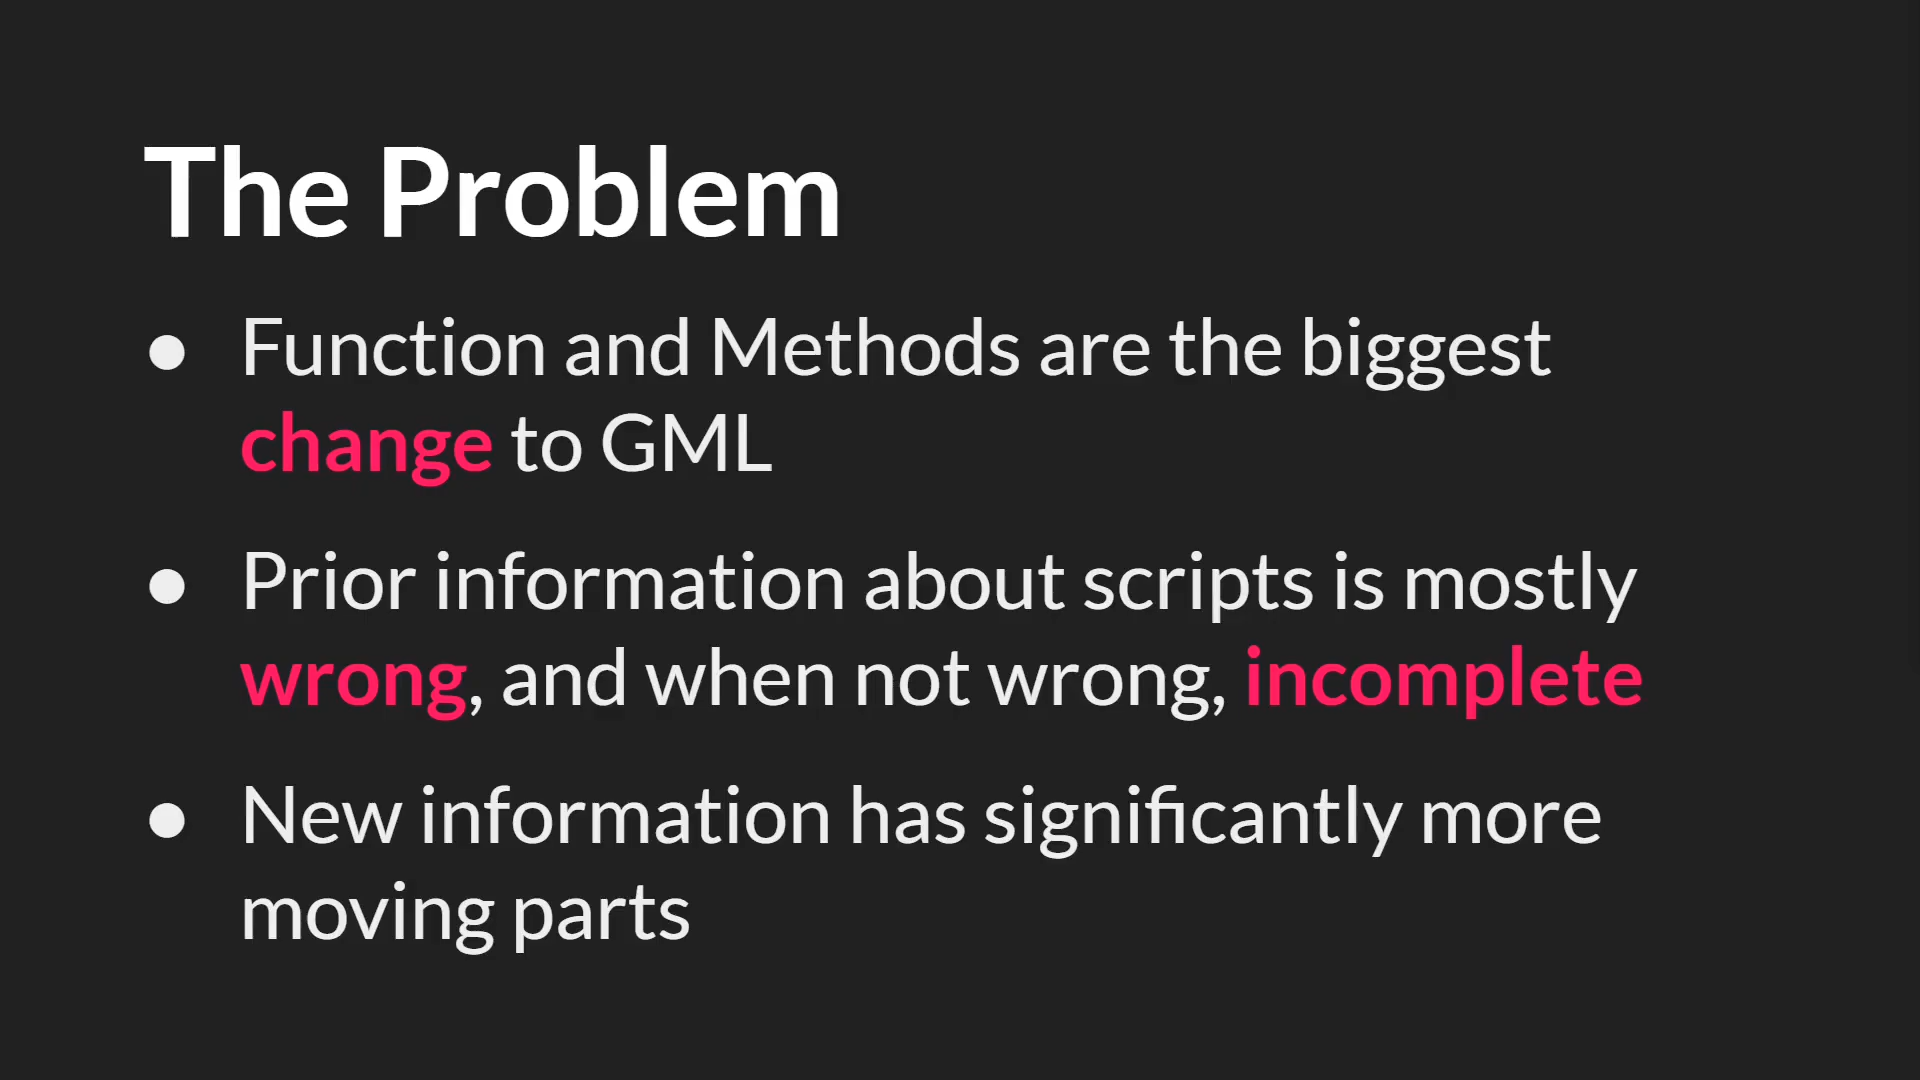 The Problem
● Function and Methods are the biggest
change to GML
● Prior information about scripts is mostly
wrong, and when not wrong, incomplete
● New information has significantly more
moving parts